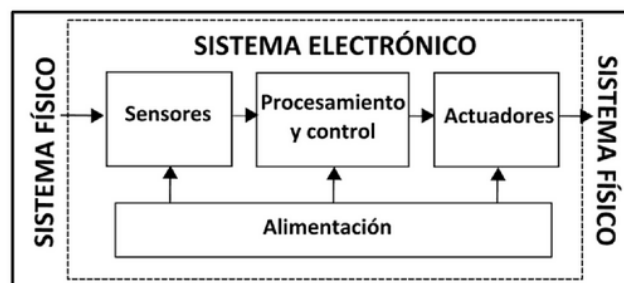 SISTEMA FÍSICO
SISTEMA ELECTRÓNICO
Sensores
Procesamiento
y control
Actuadores
Alimentación
SISTEMA FÍSICO